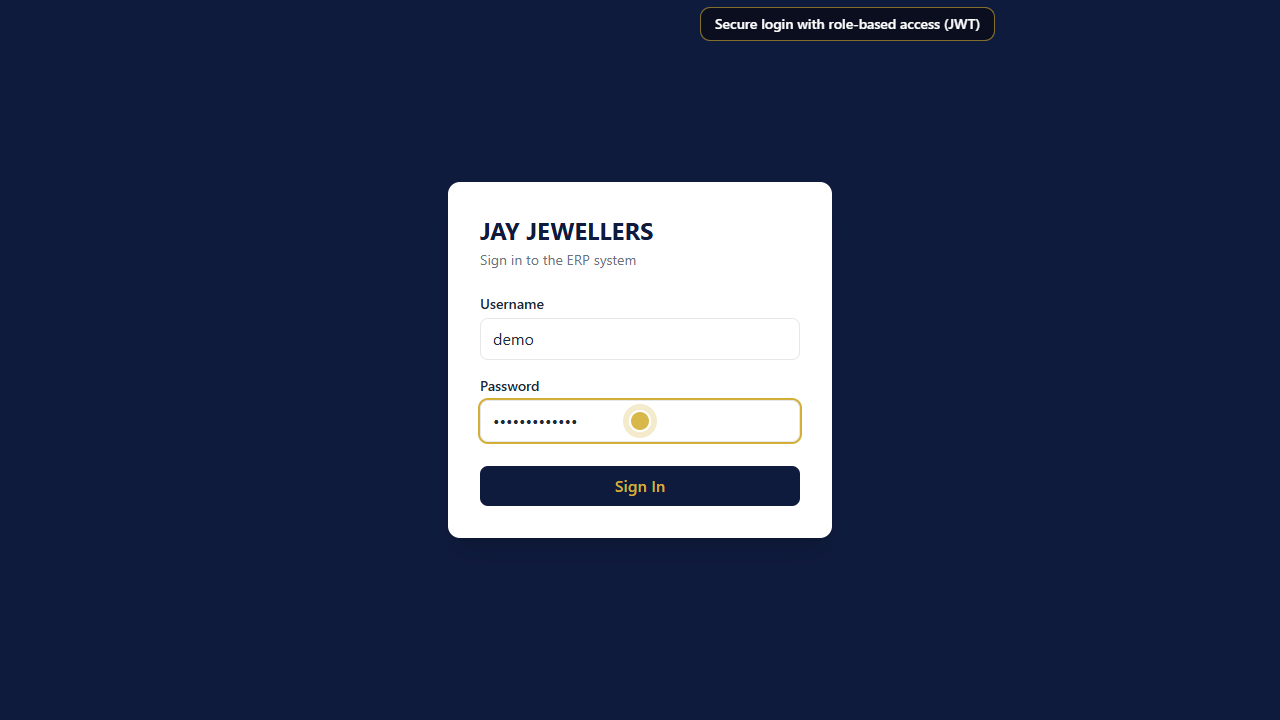 Secure login with role-based access (JWT)
JAY JEWELLERS
Sign in to the ERP system
Username
demo
Password
•••••••••••••
Sign In